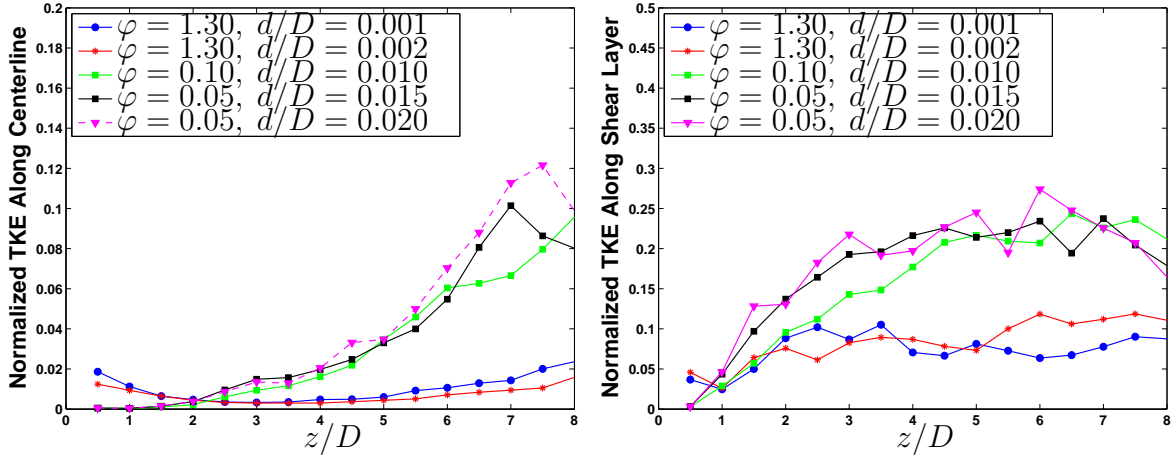 Normalized TKE Along Centerline
0.2
0.18
0.16
0.14
0.12
0.1
0.08
0.06
0.04
0.02
0
φ = 1.30, d/D = 0.001
φ = 1.30, d/D = 0.002
φ = 0.10, d/D = 0.010
φ = 0.05, d/D = 0.015
φ = 0.05, d/D = 0.020
0 1 2 3 4 5 6 7 8
z/D
Normalized TKE Along Shear Layer
0.5
0.45
0.4
0.35
0.3
0.25
0.2
0.15
0.1
0.05
0
φ = 1.30, d/D = 0.001
φ = 1.30, d/D = 0.002
φ = 0.10, d/D = 0.010
φ = 0.05, d/D = 0.015
φ = 0.05, d/D = 0.020
0 1 2 3 4 5 6 7 8
z/D